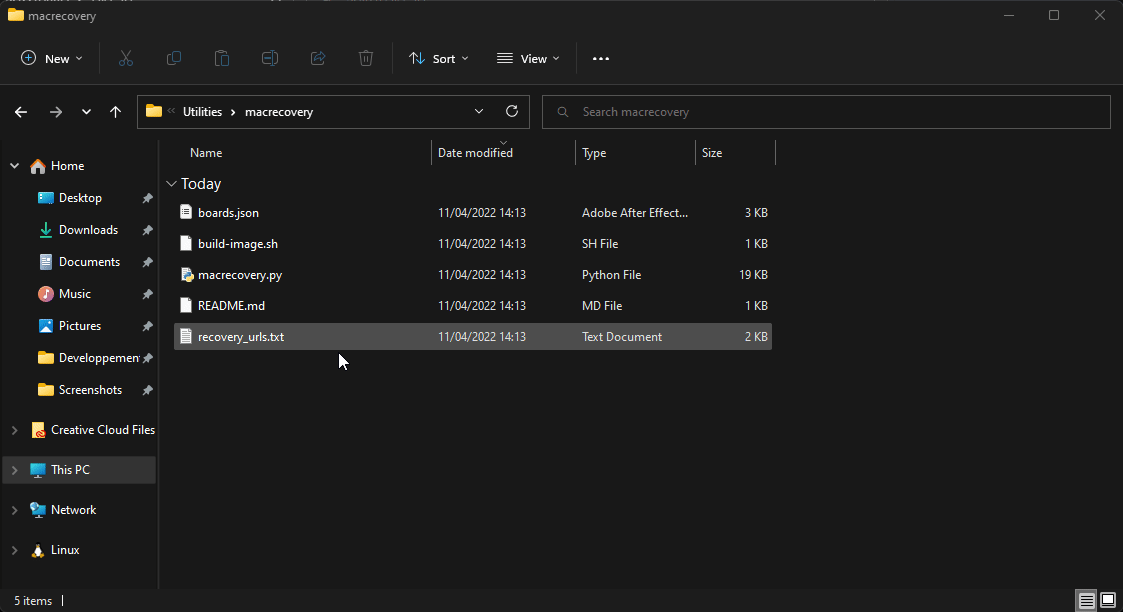 macrecovery
New
Sort
View
Utilities
macrecovery
Search macrecovery
Name Date modified Type Size
Home
Desktop
Downloads
Documents
Music
Pictures
Developpement
Screenshots
Creative Cloud Files
This PC
Network
Linux
Today
boards.json 11/04/2022 14:13 Adobe After Effect... 3 KB
build-image.sh 11/04/2022 14:13 SH File 1 KB
macrecovery.py 11/04/2022 14:13 Python File 19 KB
README.md 11/04/2022 14:13 MD File 1 KB
recovery_urls.txt 11/04/2022 14:13 Text Document 2 KB
5 items